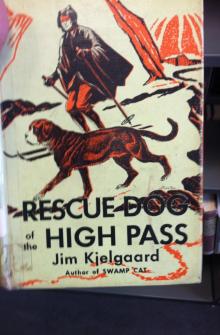 RESCUE DOG
of the HIGH PASS
Jim Kjelgaard
Author of SWAMP CAT